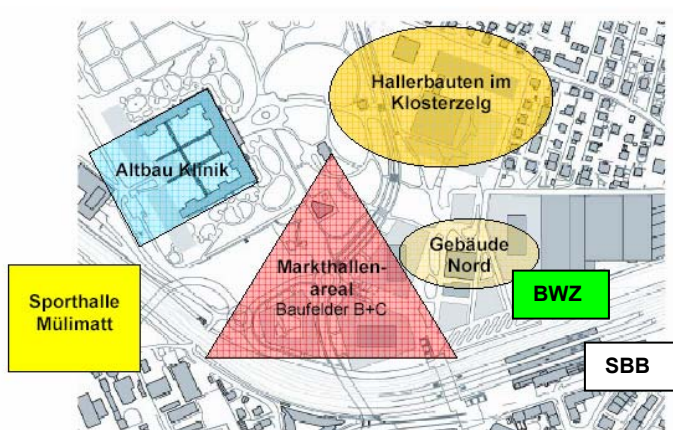 Hallerbauten im
Klosterzelg
Altbau Klinik
Gebäude
Nord
Markthallen-
areal
Baufelder B+C
Sporthalle
Mülimatt
BWZ
SBB